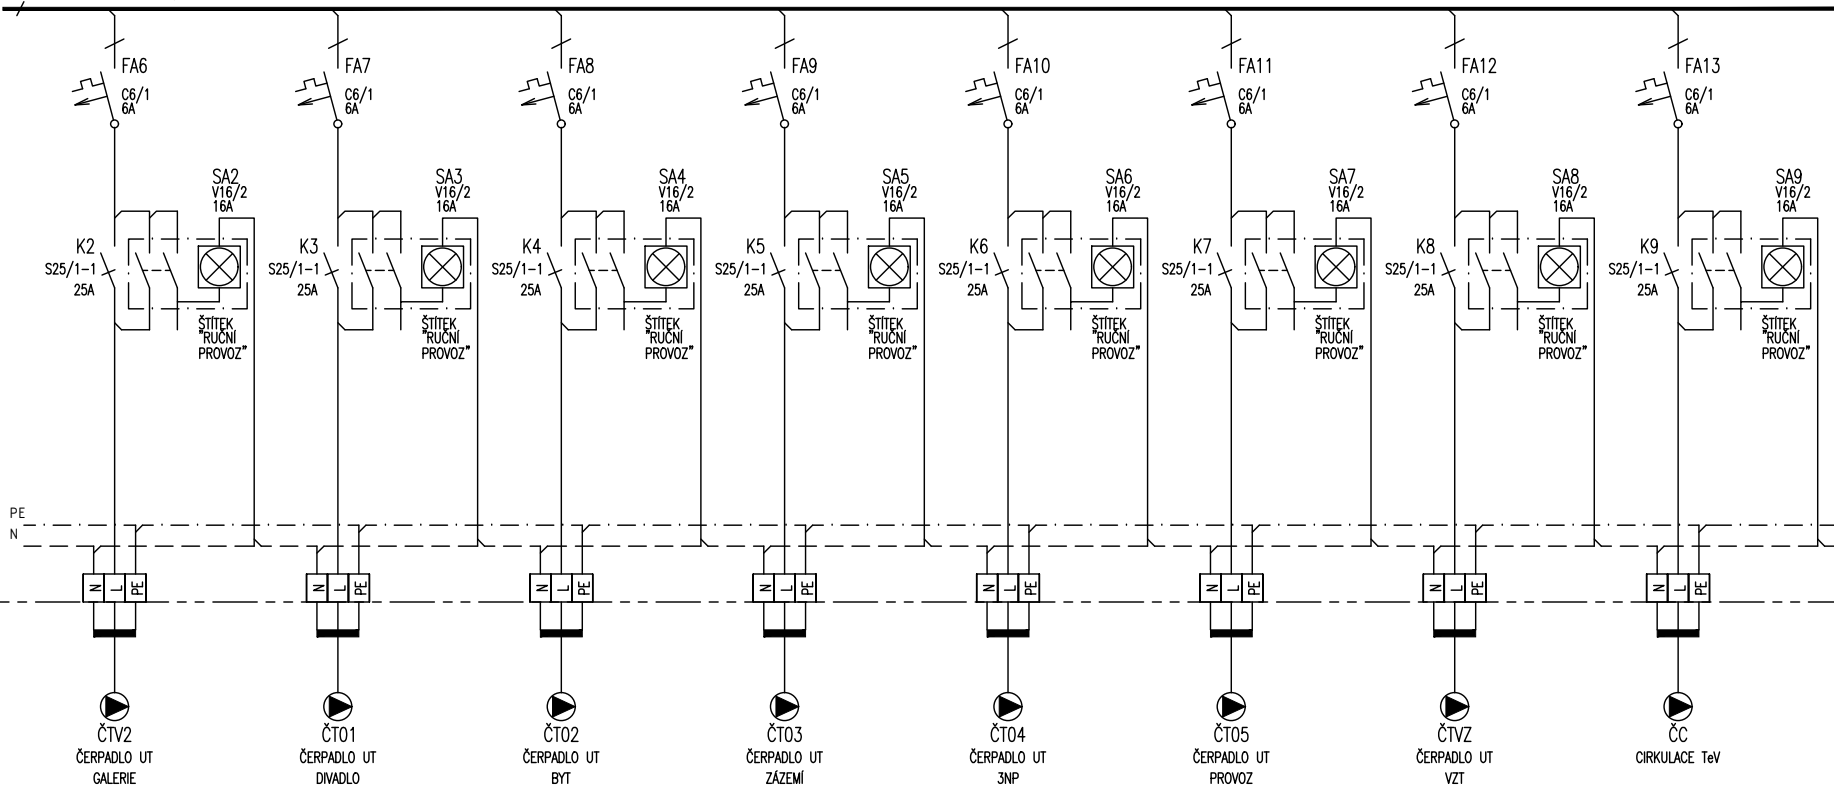 FA6 FA7 FA8 FA9 FA10 FA11 FA12 FA13
C6/1 C6/1 C6/1 C6/1 C6/1 C6/1 C6/1 C6/1
6A 6A 6A 6A 6A 6A 6A 6A
SA2 SA3 SA4 SA5 SA6 SA7 SA8 SA9
V16/2 V16/2 V16/2 V16/2 V16/2 V16/2 V16/2 V16/2
16A 16A 16A 16A 16A 16A 16A 16A
K2 K3 K4 K5 K6 K7 K8 K9
S25/1-1 S25/1-1 S25/1-1 S25/1-1 S25/1-1 S25/1-1 S25/1-1 S25/1-1
25A 25A 25A 25A 25A 25A 25A 25A
ŠTÍTEK ŠTÍTEK ŠTÍTEK ŠTÍTEK ŠTÍTEK ŠTÍTEK ŠTÍTEK ŠTÍTEK
"RUČNÍ "RUČNÍ "RUČNÍ "RUČNÍ "RUČNÍ "RUČNÍ "RUČNÍ "RUČNÍ
PROVOZ" PROVOZ" PROVOZ" PROVOZ" PROVOZ" PROVOZ" PROVOZ" PROVOZ"
PE
N
N L PE N L PE N L PE N L PE N L PE N L PE N L PE N L PE
ČTV2 ČT01 ČT02 ČT03 ČT04 ČT05 ČTVZ ČC
ČERPADLO UT ČERPADLO UT ČERPADLO UT ČERPADLO UT ČERPADLO UT ČERPADLO UT ČERPADLO UT CIRKULACE TeV
GALERIE DIVADLO BYT ZÁZEMÍ 3NP PROVOZ VZT